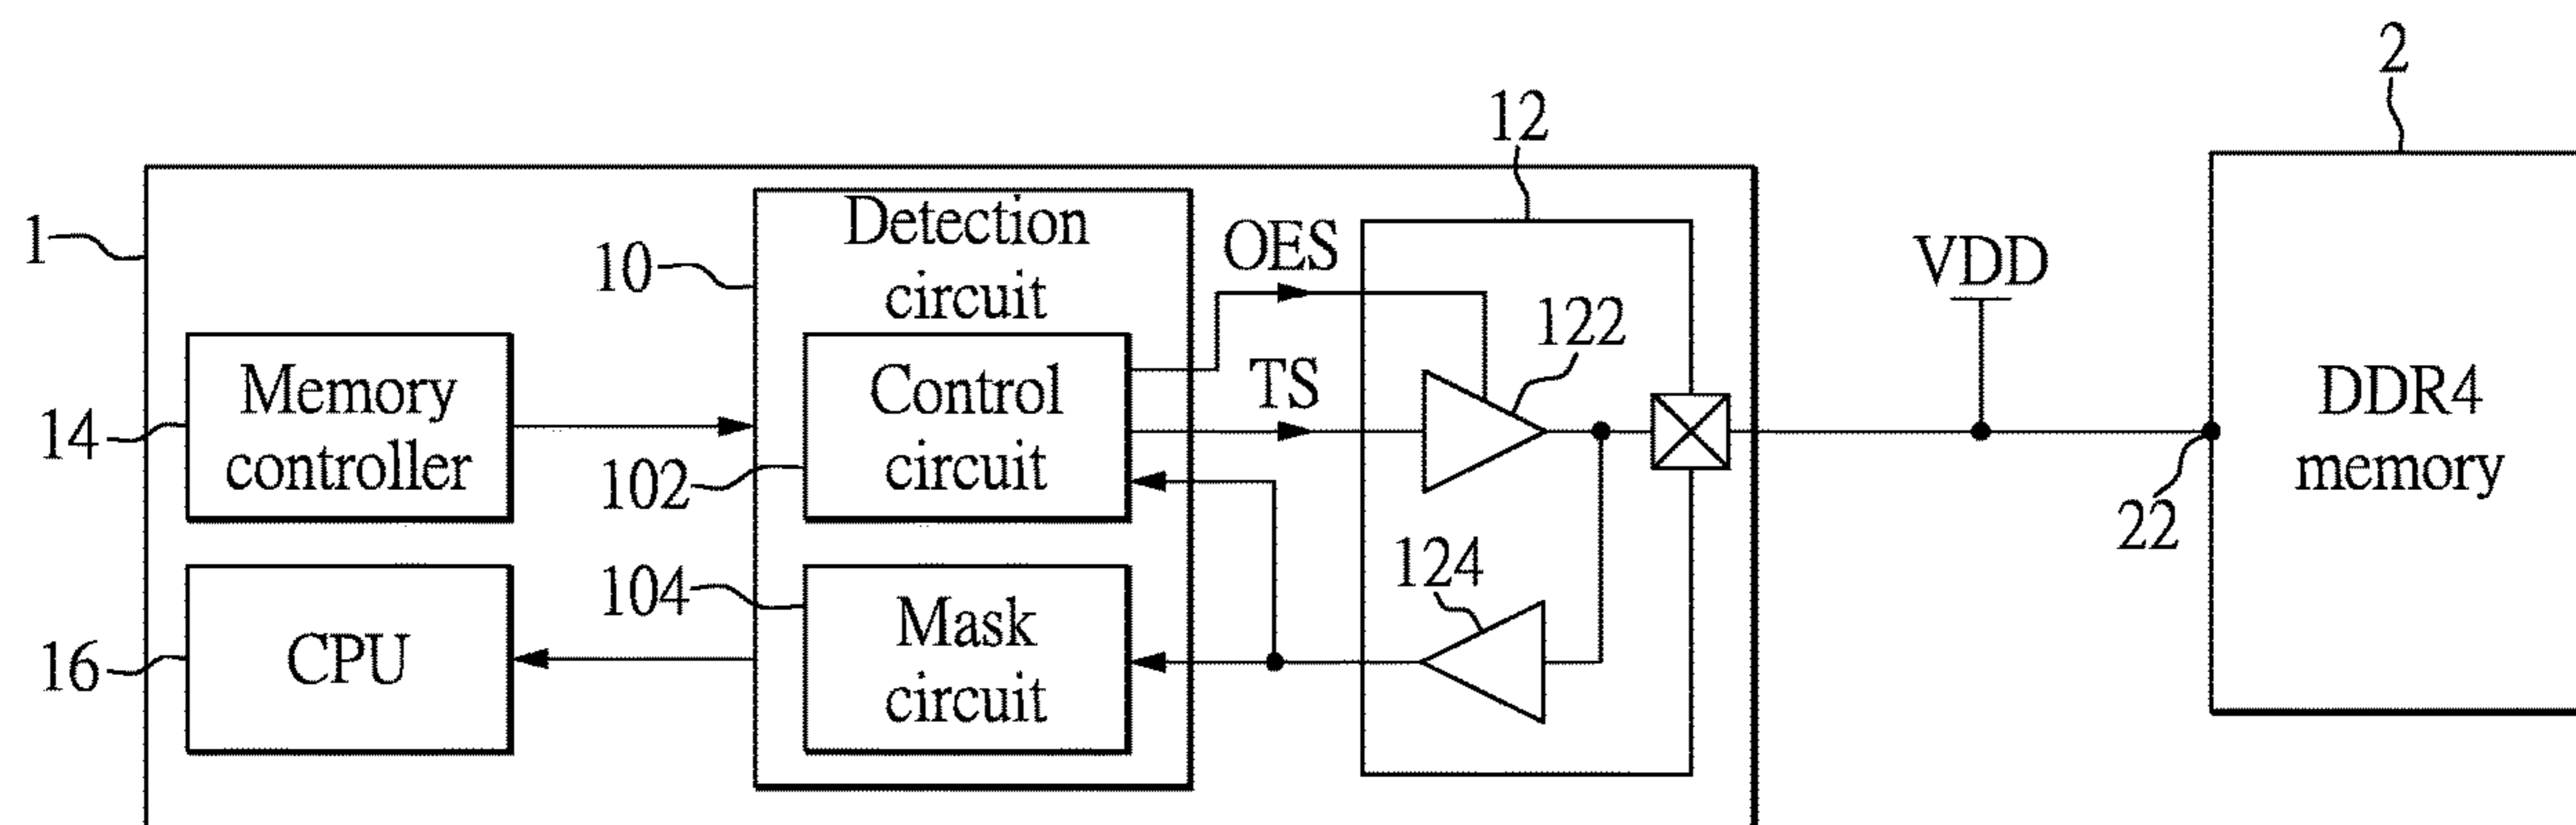 2
12
1
Detection
circuit
10
OES
VDD
122
Memory
controller
14
Control
circuit
102
TS
DDR4
memory
22
124
104
Mask
circuit
CPU
16